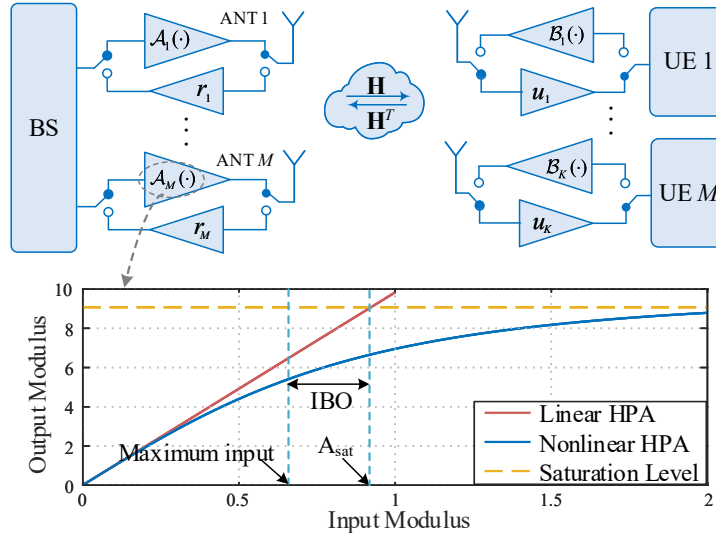 BS
𝒜₁(·)
ANT 1
r₁
⋮
ANT M
𝒜_M(·)
r_M
H
Hᵀ
ℬ₁(·)
u₁
UE 1
⋮
ℬ_K(·)
u_K
UE M
Output Modulus
10
8
6
4
2
0
IBO
Maximum input
A_sat
Linear HPA
Nonlinear HPA
Saturation Level
0
0.5
1
1.5
2
Input Modulus